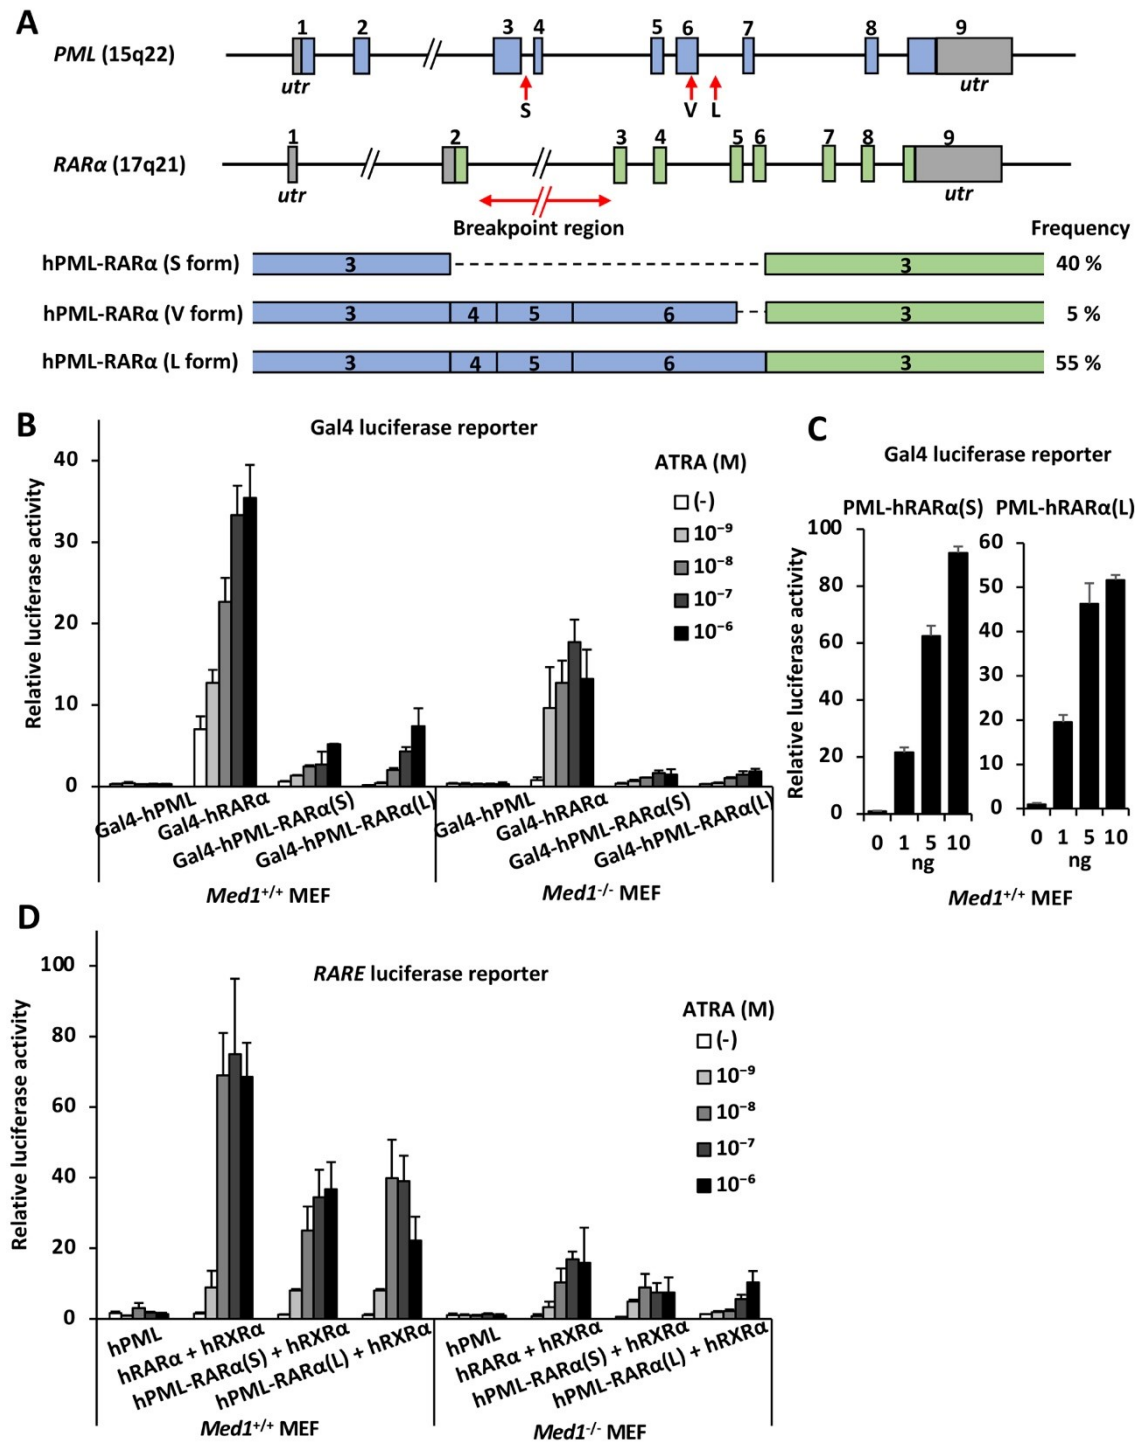 A
1 2 3 4 5 6 7 8 9
PML (15q22)
utr utr
S V L
1 2 3 4 5 6 7 8 9
RARα (17q21)
utr utr
Breakpoint region Frequency
hPML-RARα (S form) 3 3 40 %
hPML-RARα (V form) 3 4 5 6 3 5 %
hPML-RARα (L form) 3 4 5 6 3 55 %
B
Gal4 luciferase reporter
Relative luciferase activity
40
30
20
10
0
ATRA (M)
(-)
10⁻⁹
10⁻⁸
10⁻⁷
10⁻⁶
Gal4-hPML
Gal4-hRARα
Gal4-hPML-RARα(S)
Gal4-hPML-RARα(L)
Gal4-hPML
Gal4-hRARα
Gal4-hPML-RARα(S)
Gal4-hPML-RARα(L)
Med1⁺/⁺ MEF Med1⁻/⁻ MEF
C
Gal4 luciferase reporter
PML-hRARα(S) PML-hRARα(L)
Relative luciferase activity
100
80
60
40
20
0
60
50
40
30
20
10
0
0 1 5 10 0 1 5 10
ng ng
Med1⁺/⁺ MEF
D
RARE luciferase reporter
Relative luciferase activity
100
80
60
40
20
0
ATRA (M)
(-)
10⁻⁹
10⁻⁸
10⁻⁷
10⁻⁶
hPML
hRARα + hRXRα
hPML-RARα(S) + hRXRα
hPML-RARα(L) + hRXRα
hPML
hRARα + hRXRα
hPML-RARα(S) + hRXRα
hPML-RARα(L) + hRXRα
Med1⁺/⁺ MEF Med1⁻/⁻ MEF